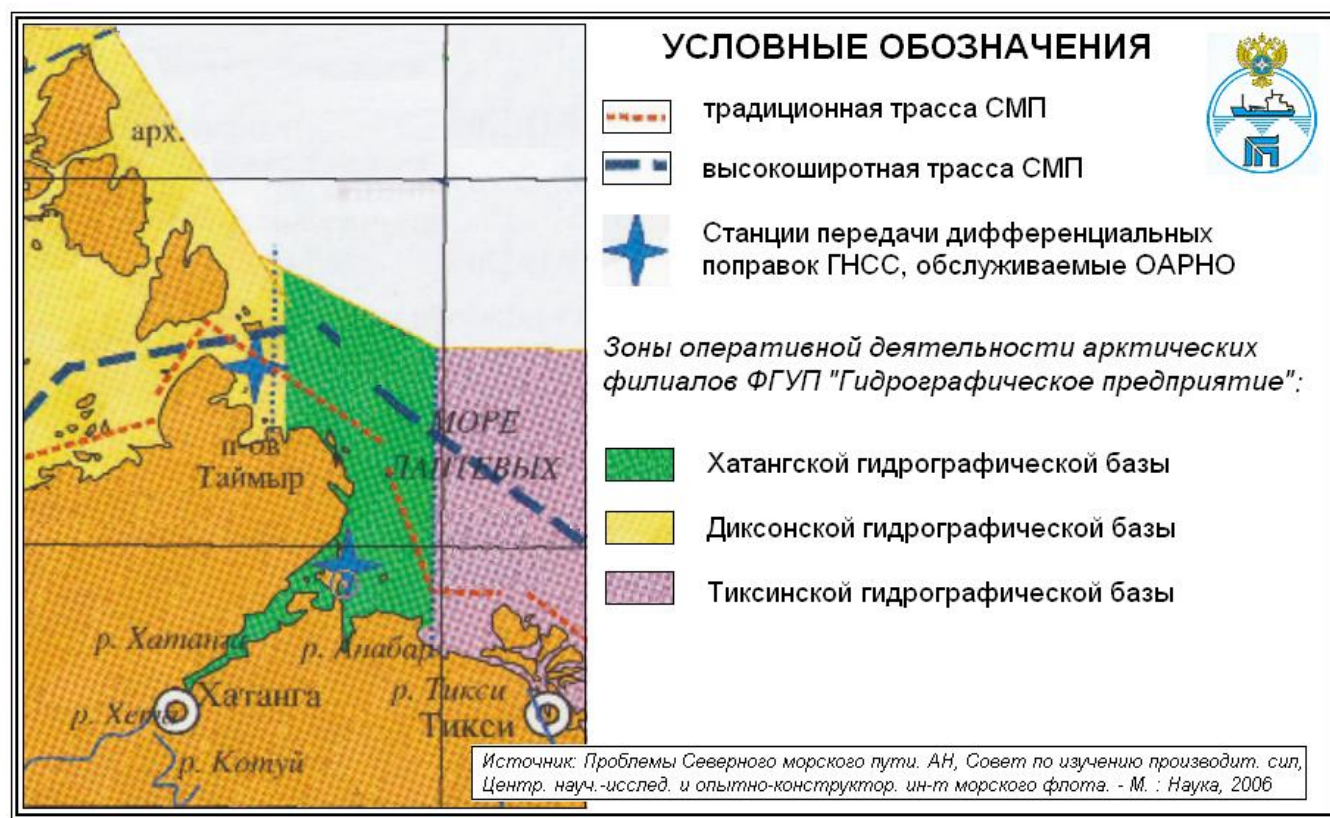 арх.
п-ов
Таймыр
МОРЕ
ЛАПТЕВЫХ
р. Хатанга
р. Анабар
Хатанга
р. Хета
р. Котуй
р. Тикси
Тикси
УСЛОВНЫЕ ОБОЗНАЧЕНИЯ
традиционная трасса СМП
высокоширотная трасса СМП
Станции передачи дифференциальных
поправок ГНСС, обслуживаемые ОАРНО
Зоны оперативной деятельности арктических
филиалов ФГУП "Гидрографическое предприятие":
Хатангской гидрографической базы
Диксонской гидрографической базы
Тиксинской гидрографической базы
Источник: Проблемы Северного морского пути. АН, Совет по изучению производит. сил,
Центр. науч.-исслед. и опытно-конструктор. ин-т морского флота. - М. : Наука, 2006